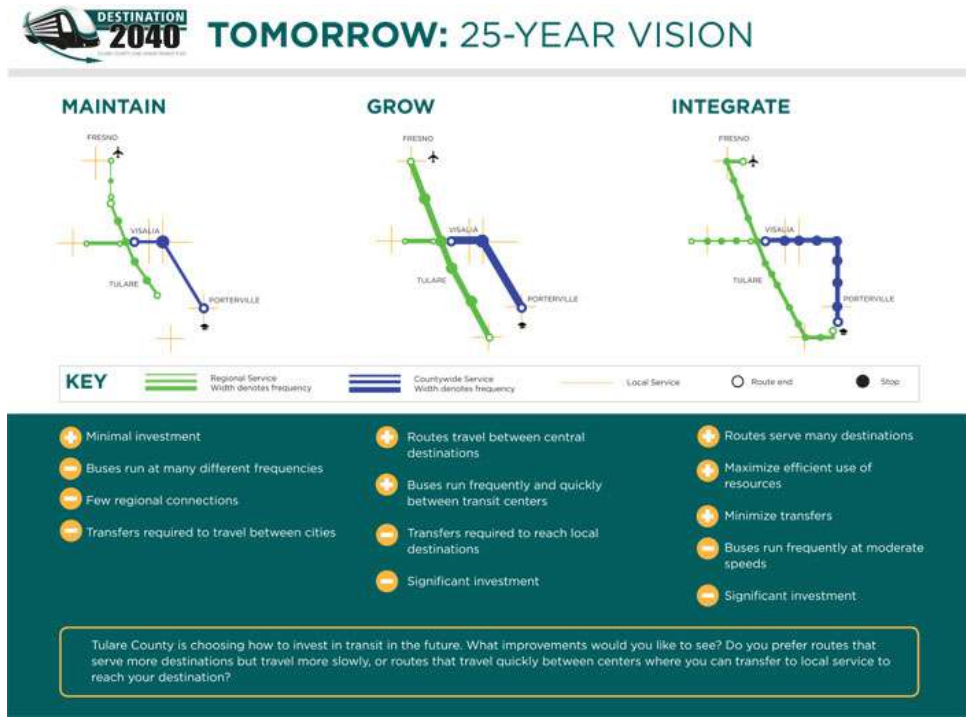 DESTINATION
2040
TOMORROW: 25-YEAR VISION
MAINTAIN
FRESNO
VISALIA
TULARE
PORTERVILLE
GROW
FRESNO
VISALIA
TULARE
PORTERVILLE
INTEGRATE
FRESNO
VISALIA
TULARE
PORTERVILLE
KEY
Regional Service
Width denotes frequency
Countywide Service
Width denotes frequency
Local Service
Route end
Stop
Minimal investment
Buses run at many different frequencies
Few regional connections
Transfers required to travel between cities
Routes travel between central
destinations
Buses run frequently and quickly
between transit centers
Transfers required to reach local
destinations
Significant investment
Routes serve many destinations
Maximize efficient use of
resources
Minimize transfers
Buses run frequently at moderate
speeds
Significant investment
Tulare County is choosing how to invest in transit in the future. What improvements would you like to see? Do you prefer routes that
serve more destinations but travel more slowly, or routes that travel quickly between centers where you can transfer to local service to
reach your destination?